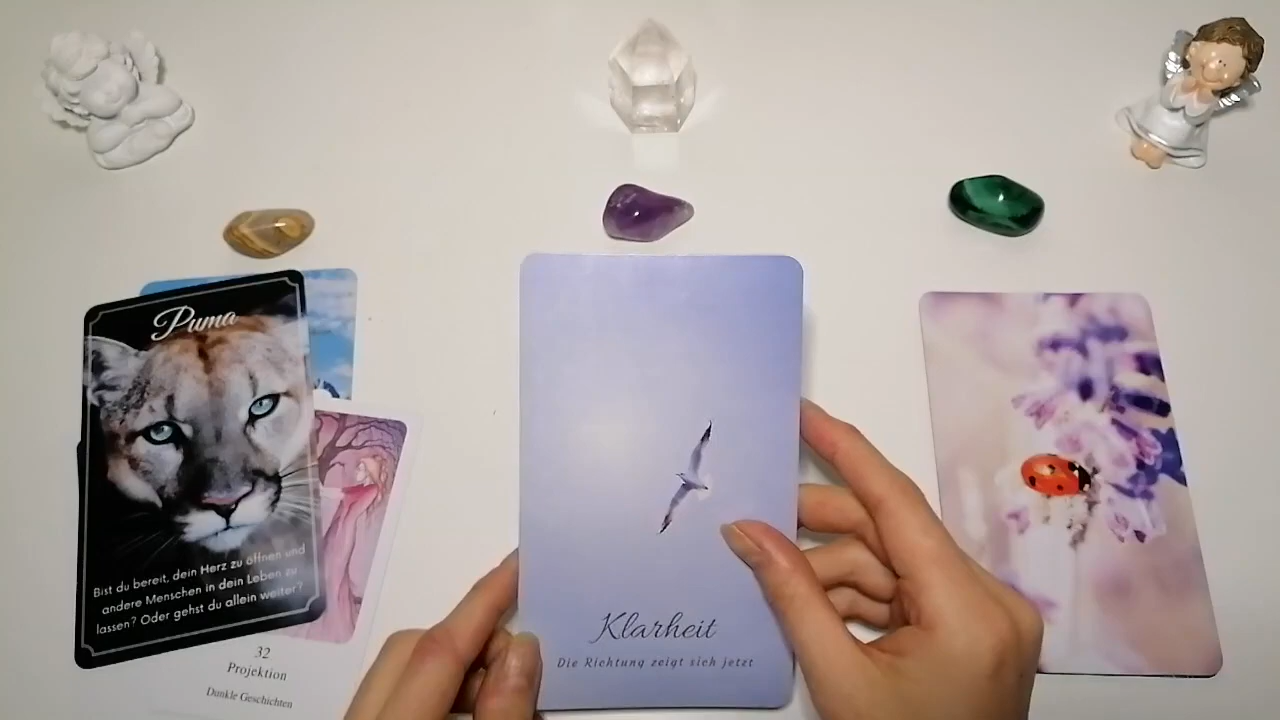 Puma
Bist du bereit, dein Herz zu öffnen und
andere Menschen in dein Leben zu
lassen? Oder gehst du allein weiter?
32
Projektion
Dunkle Geschichten
Klarheit
Die Richtung zeigt sich jetzt